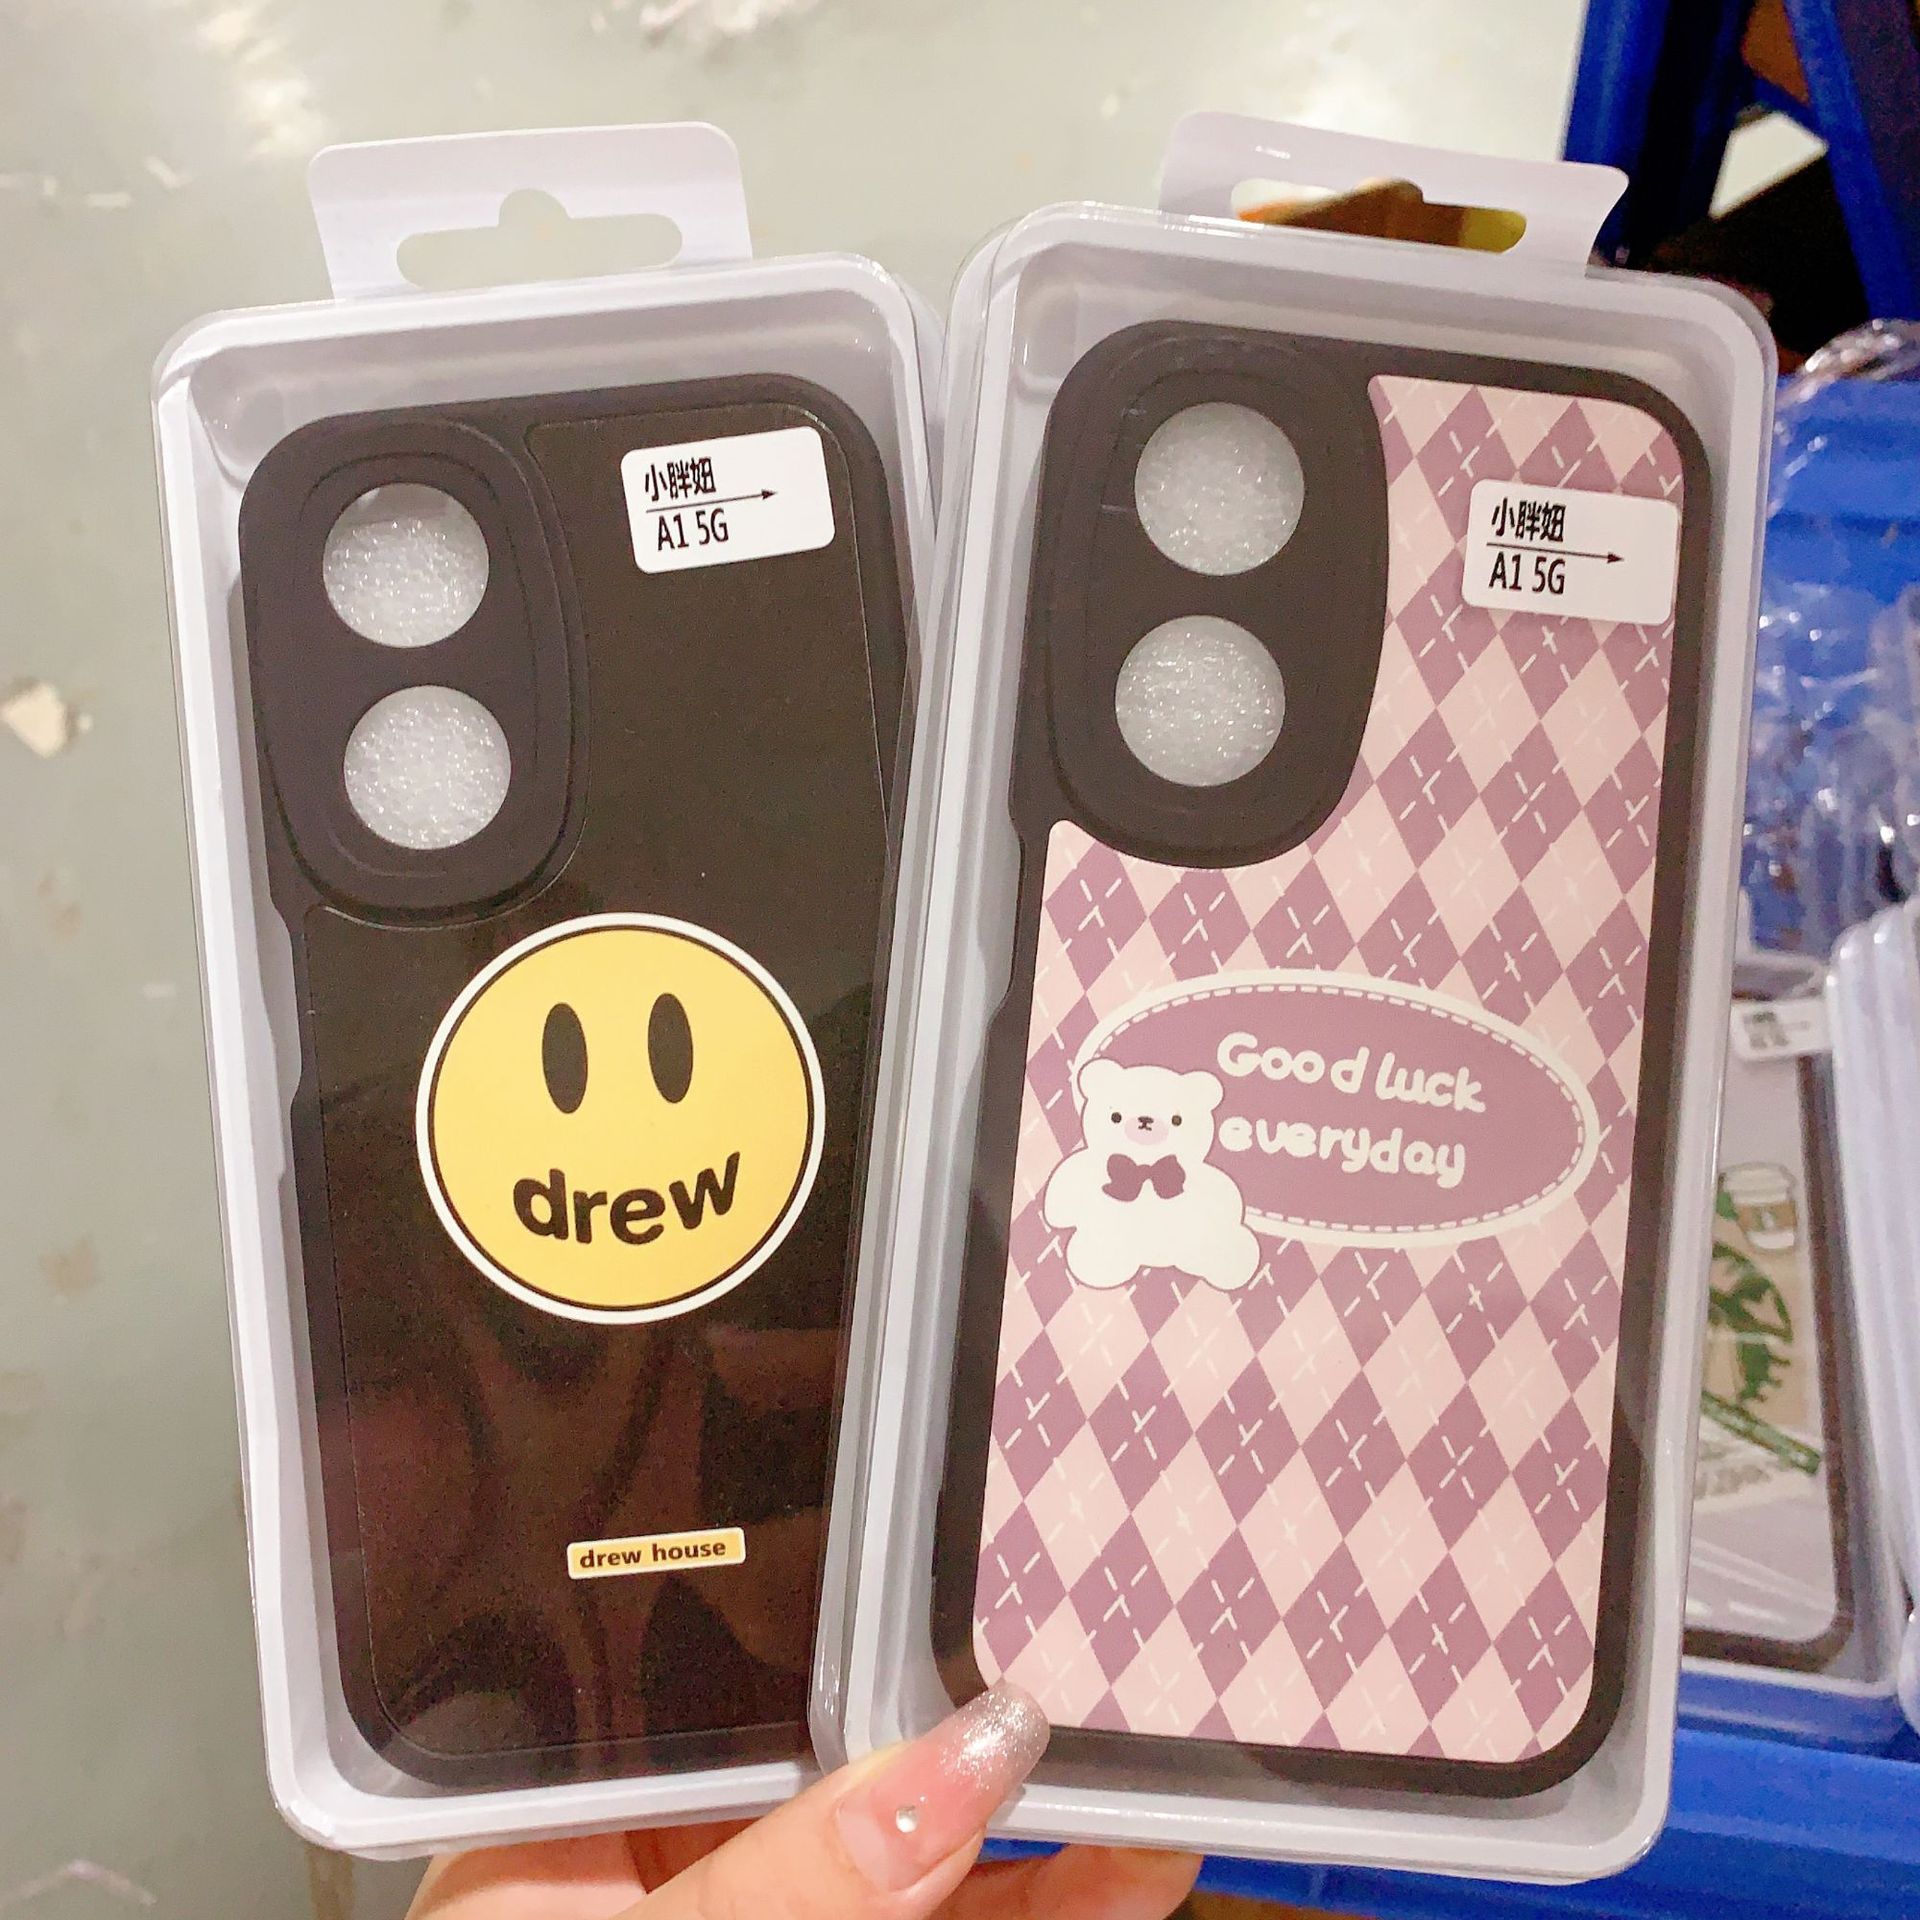 小胖妞
A1 5G
drew
drew house
小胖妞
A1 5G
Good luck
everyday